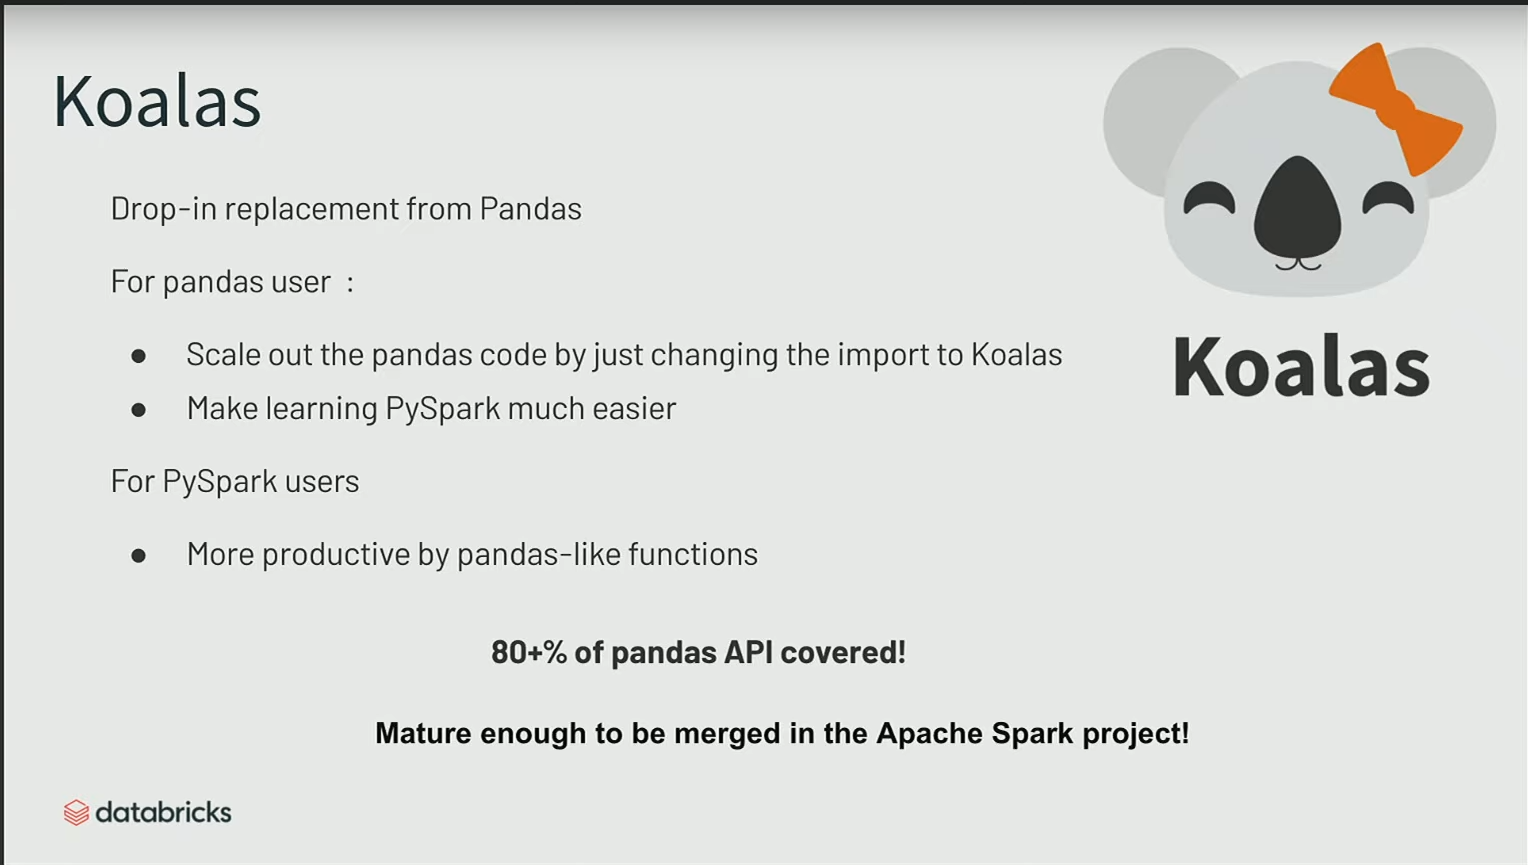 Koalas
Drop-in replacement from Pandas
For pandas user :
● Scale out the pandas code by just changing the import to Koalas
● Make learning PySpark much easier
For PySpark users
● More productive by pandas-like functions
80+% of pandas API covered!
Mature enough to be merged in the Apache Spark project!
Koalas
databricks